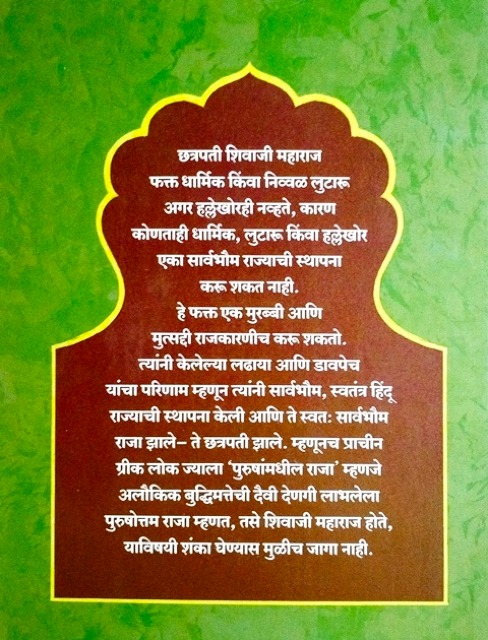 छत्रपती शिवाजी महाराज
फक्त धार्मिक किंवा निव्वळ लुटारू
अगर हल्लेखोरही नव्हते, कारण
कोणताही धार्मिक, लुटारू किंवा हल्लेखोर
एका सार्वभौम राज्याची स्थापना
करू शकत नाही.
हे फक्त एक मुरब्बी आणि
मुत्सद्दी राजकारणीच करू शकतो.
त्यांनी केलेल्या लढाया आणि डावपेच
यांचा परिणाम म्हणून त्यांनी सार्वभौम, स्वतंत्र हिंदू
राज्याची स्थापना केली आणि ते स्वतः सार्वभौम
राजा झाले– ते छत्रपती झाले. म्हणूनच प्राचीन
ग्रीक लोक ज्याला ‘पुरुषांमधील राजा’ म्हणजे
अलौकिक बुद्धिमत्तेची दैवी देणगी लाभलेला
पुरुषोत्तम राजा म्हणत, तसे शिवाजी महाराज होते,
याविषयी शंका घेण्यास मुळीच जागा नाही.